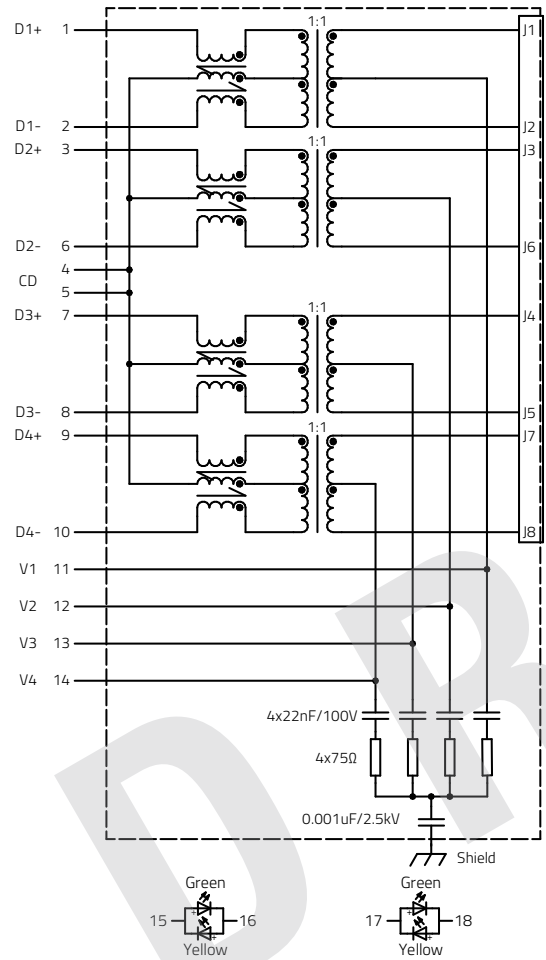 1:1
D1+ 1 J1
D1- 2 J2
D2+ 3 J3
1:1
D2- 6 J6
4
CD
5
D3+ 7 J4
1:1
D3- 8 J5
D4+ 9 J7
1:1
D4- 10 J8
V1 11
V2 12
V3 13
V4 14
4x22nF/100V
4x75Ω
0.001uF/2.5kV
Shield
Green Green
15 + 16 17 + 18
+ +
Yellow Yellow
D R